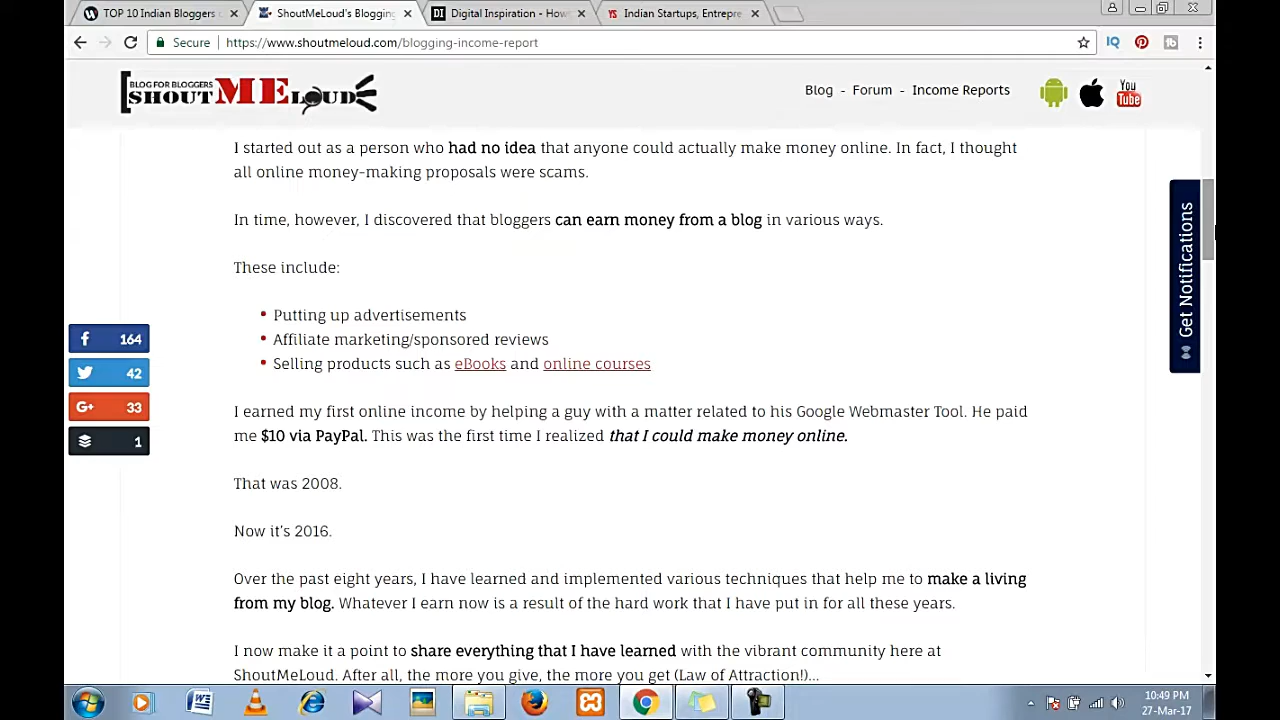 TOP 10 Indian Bloggers
ShoutMeLoud's Blogging
Digital Inspiration - How
Indian Startups, Entrepre
Secure
https://www.shoutmeloud.com/blogging-income-report
BLOG FOR BLOGGERS
SHOUTMELOUD
Blog - Forum - Income Reports
You
Tube
I started out as a person who had no idea that anyone could actually make money online. In fact, I thought
all online money-making proposals were scams.
In time, however, I discovered that bloggers can earn money from a blog in various ways.
These include:
• Putting up advertisements
• Affiliate marketing/sponsored reviews
• Selling products such as eBooks and online courses
I earned my first online income by helping a guy with a matter related to his Google Webmaster Tool. He paid
me $10 via PayPal. This was the first time I realized that I could make money online.
That was 2008.
Now it's 2016.
Over the past eight years, I have learned and implemented various techniques that help me to make a living
from my blog. Whatever I earn now is a result of the hard work that I have put in for all these years.
I now make it a point to share everything that I have learned with the vibrant community here at
ShoutMeLoud. After all, the more you give, the more you get (Law of Attraction!)...
164
42
G+ 33
1
Get Notifications
10:49 PM
27-Mar-17